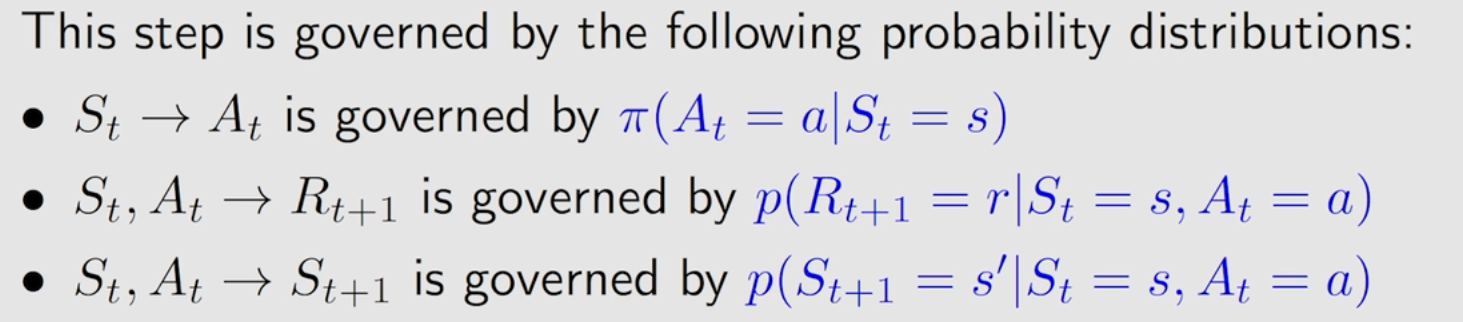 This step is governed by the following probability distributions:
• $S_t \rightarrow A_t$ is governed by $\pi(A_t = a|S_t = s)$
• $S_t, A_t \rightarrow R_{t+1}$ is governed by $p(R_{t+1} = r|S_t = s, A_t = a)$
• $S_t, A_t \rightarrow S_{t+1}$ is governed by $p(S_{t+1} = s'|S_t = s, A_t = a)$